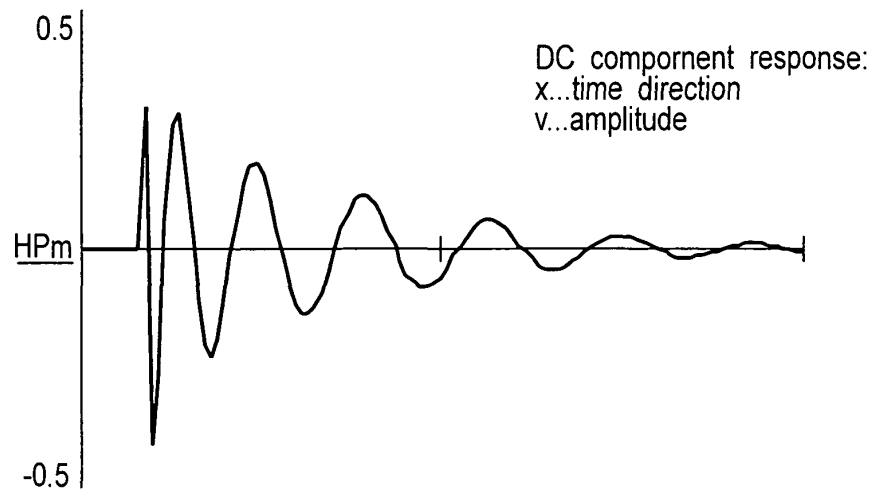 0.5
DC compornent response:
x...time direction
v...amplitude
HPm
-0.5